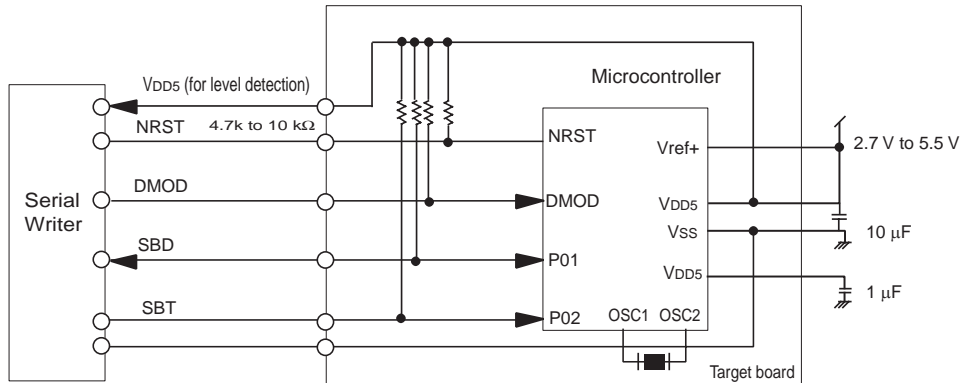 VDD5 (for level detection)
Microcontroller
NRST
4.7k to 10 kΩ
NRST
Vref+
2.7 V to 5.5 V
DMOD
DMOD
VDD5
Serial
Writer
VSS
10 μF
SBD
P01
VDD5
1 μF
SBT
P02
OSC1
OSC2
Target board